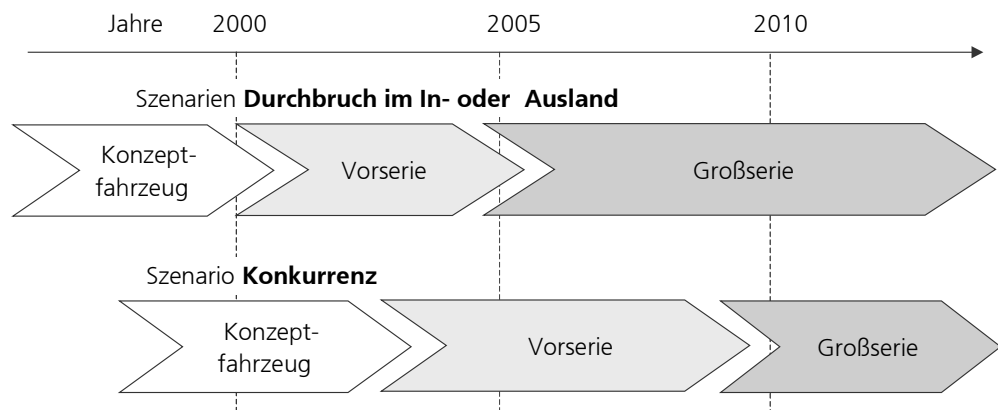 Jahre 2000 2005 2010
Szenarien Durchbruch im In- oder Ausland
Konzept-
fahrzeug
Vorserie
Großserie
Szenario Konkurrenz
Konzept-
fahrzeug
Vorserie
Großserie